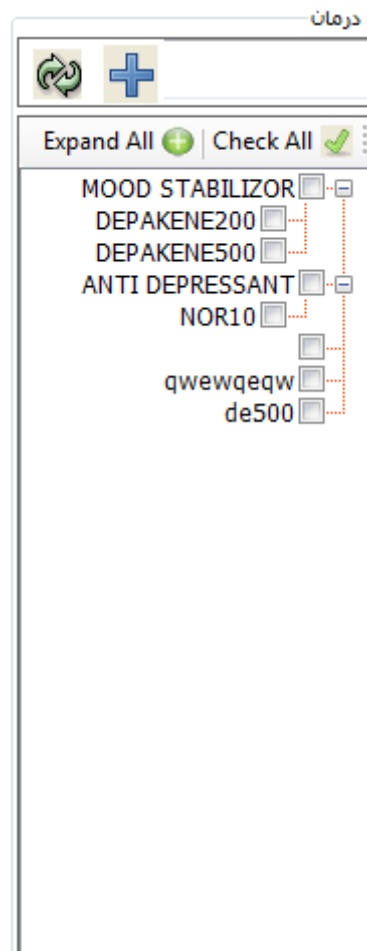 درمان
Expand All Check All
MOOD STABILIZOR
DEPAKENE200
DEPAKENE500
ANTI DEPRESSANT
NOR10
qwewqeqw
de500